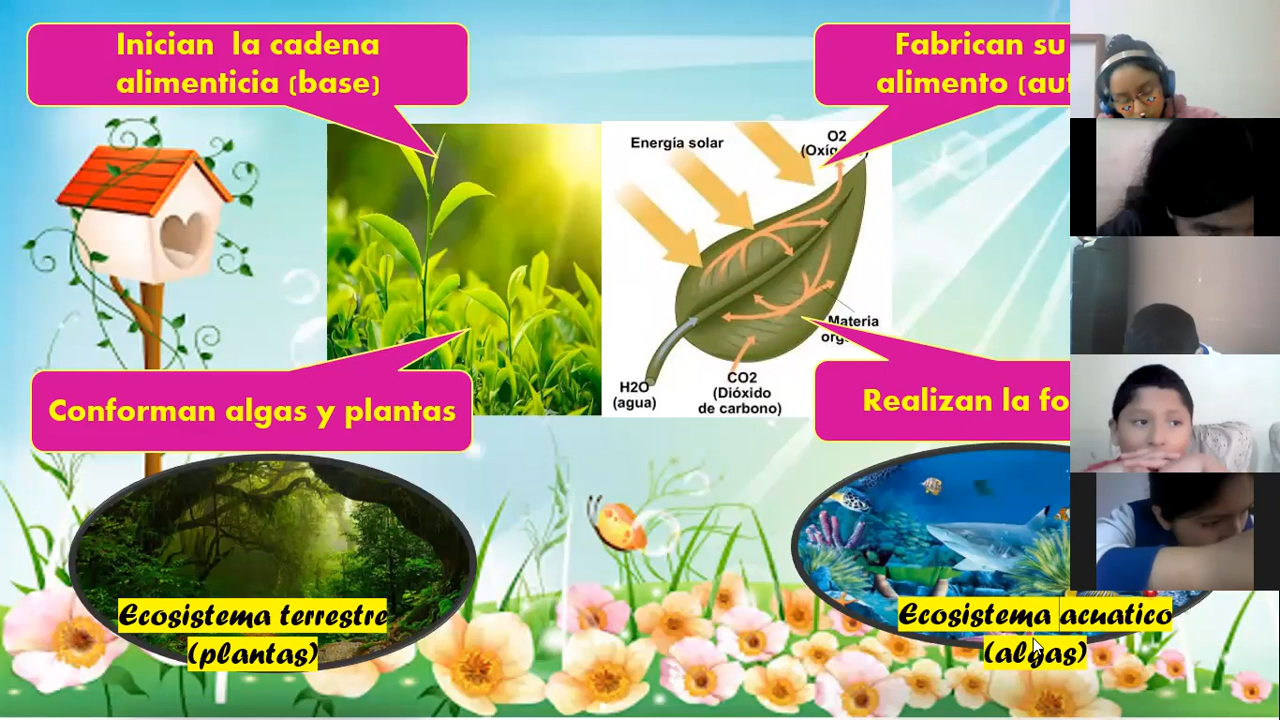 Inician la cadena
alimenticia (base)
Fabrican su
alimento (aut
Energía solar
O2
(Oxíg
Materia
org
H2O
(agua)
CO2
(Dióxido
de carbono)
Conforman algas y plantas
Realizan la fo
Ecosistema terrestre
(plantas)
Ecosistema acuatico
(algas)